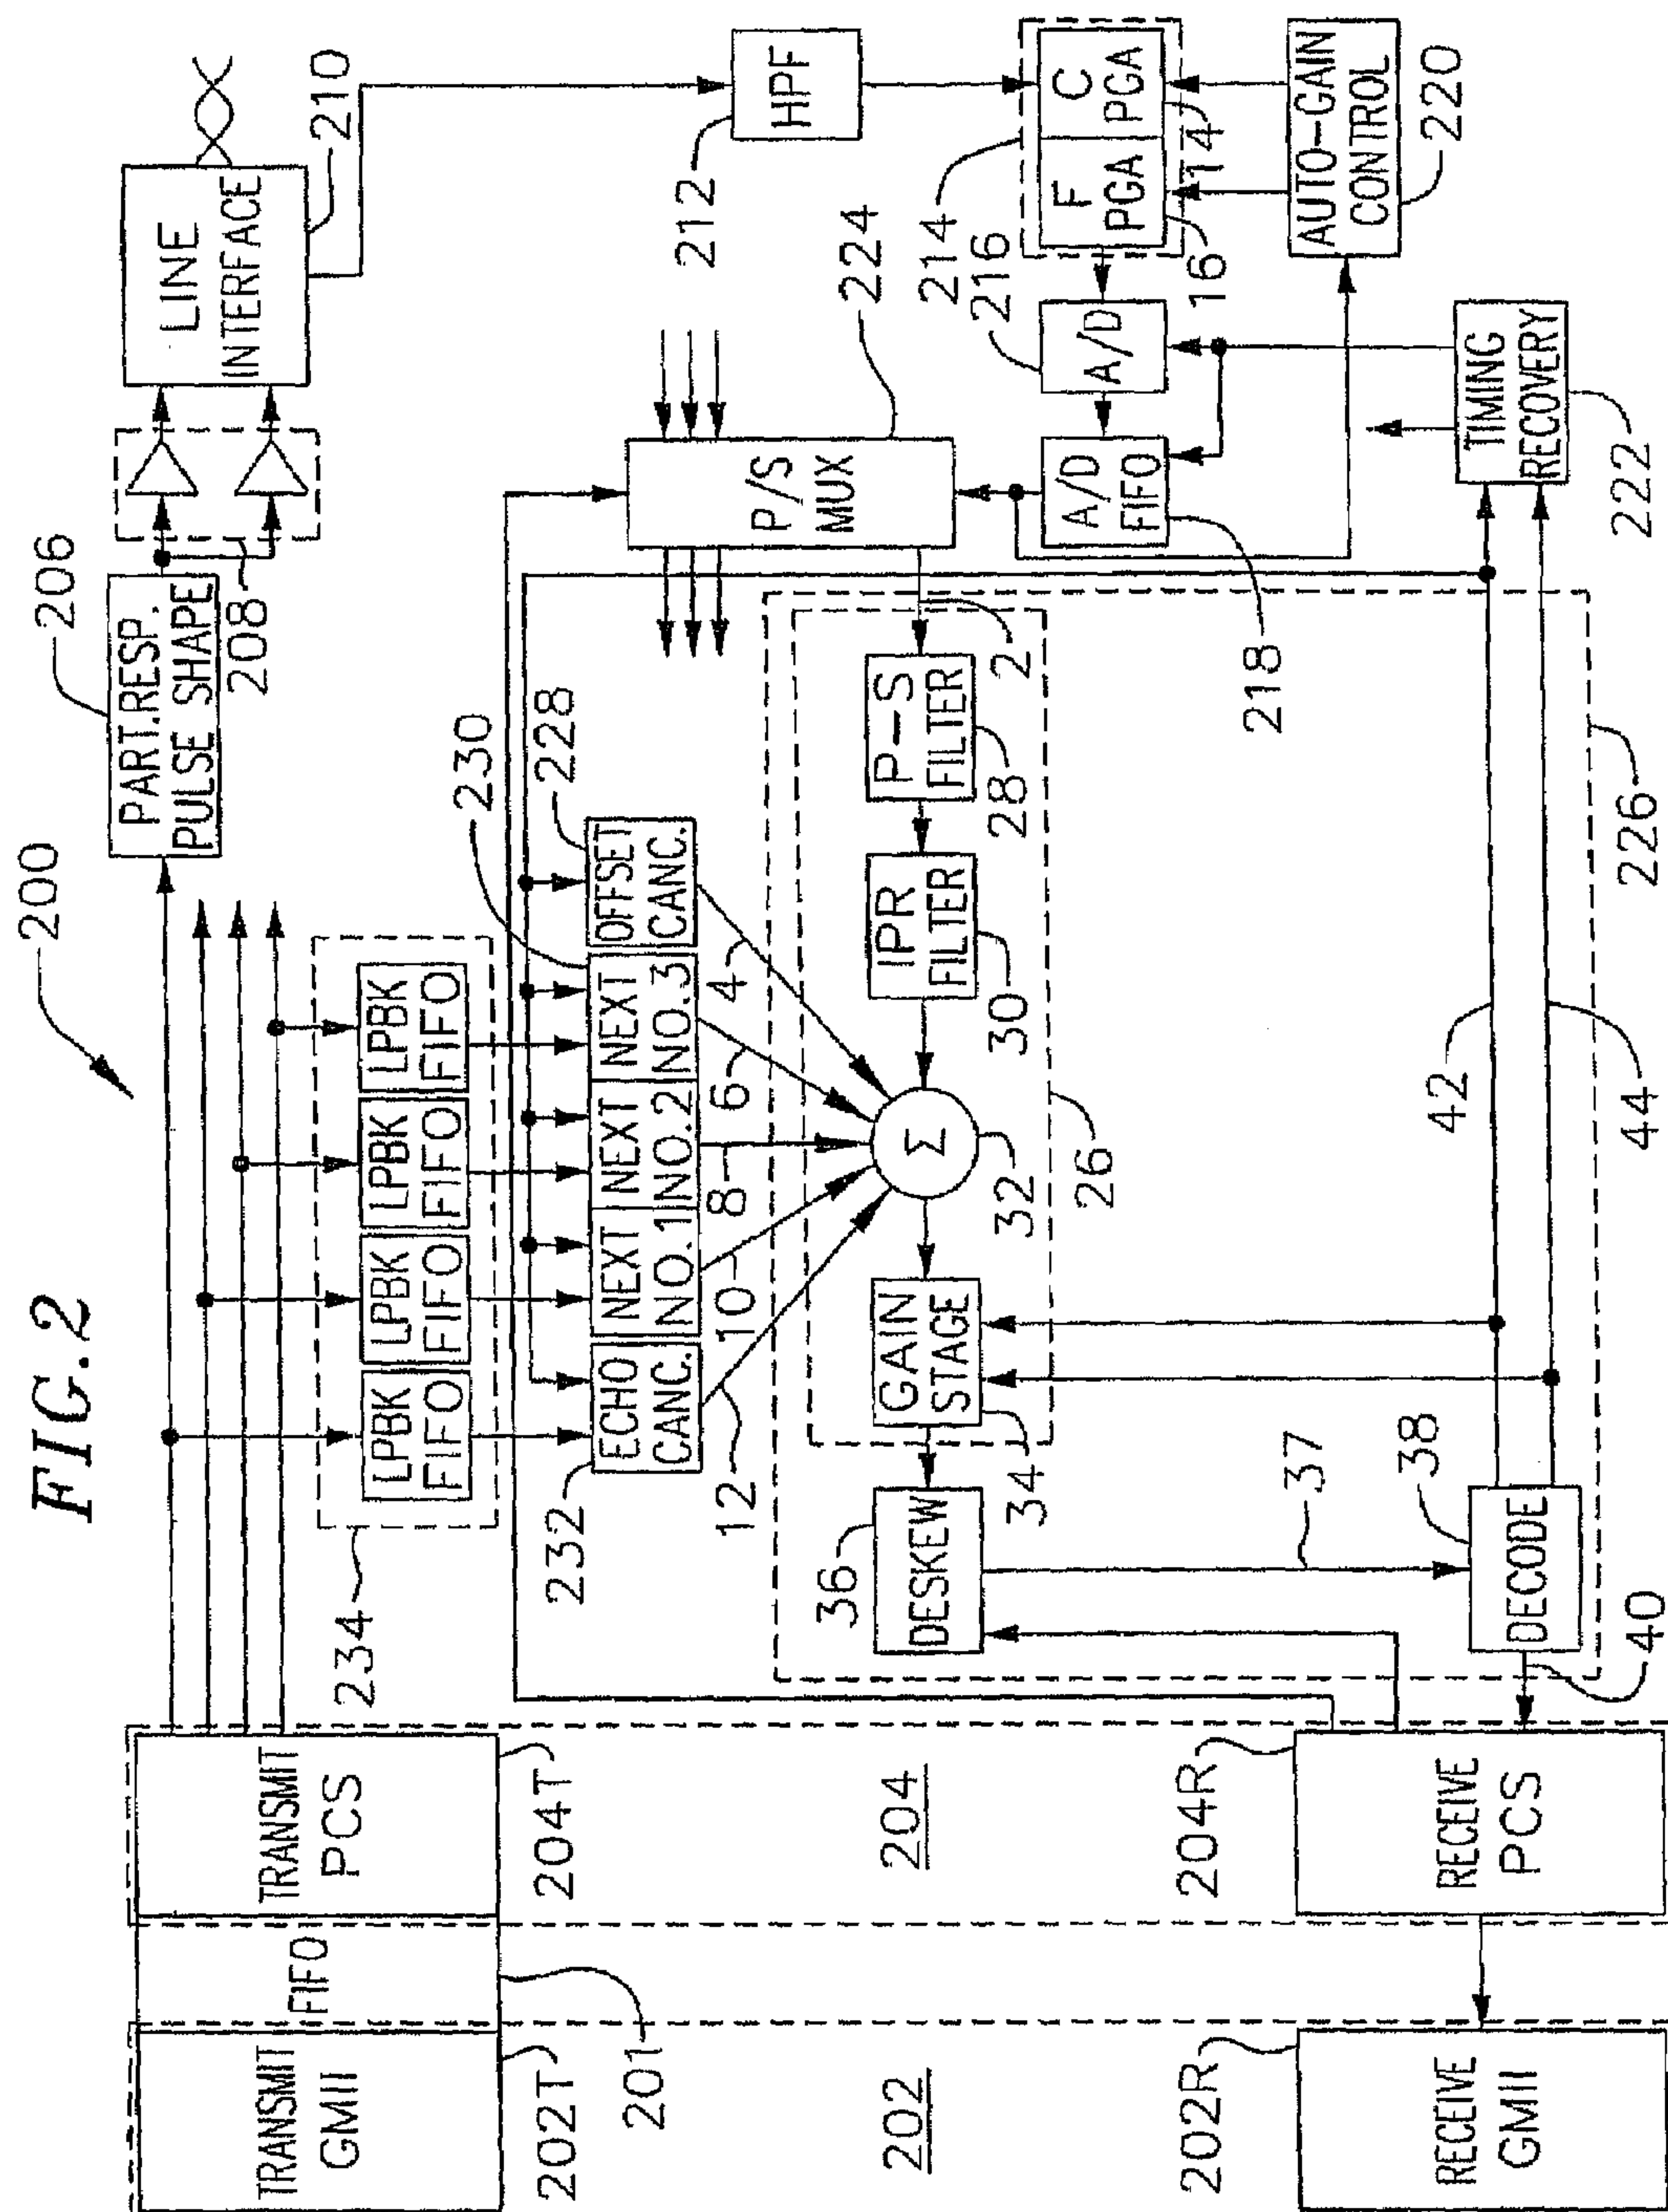 FIG.2
200
TRANSMIT
GMII
202T
FIFO
201
TRANSMIT
PCS
204T
PART.RESP.
PULSE SHAPE
206
208
LINE
INTERFACE
210
234
LPBK
FIFO
LPBK
FIFO
LPBK
FIFO
LPBK
FIFO
232
ECHO
CANC.
NEXT
NO.1
NEXT
NO.2
NEXT
NO.3
230
OFFSET
CANC.
228
12
10
8
6
4
HPF
212
P/S
MUX
224
C
PGA
14
F
PGA
16
214
A/D
216
A/D
FIFO
218
AUTO-GAIN
CONTROL
220
TIMING
RECOVERY
222
2
P-S
FILTER
28
IPR
FILTER
30
Σ
32
GAIN
STAGE
34
26
DESKEW
36
37
DECODE
38
40
42
44
226
202
204
RECEIVE
PCS
204R
RECEIVE
GMII
202R